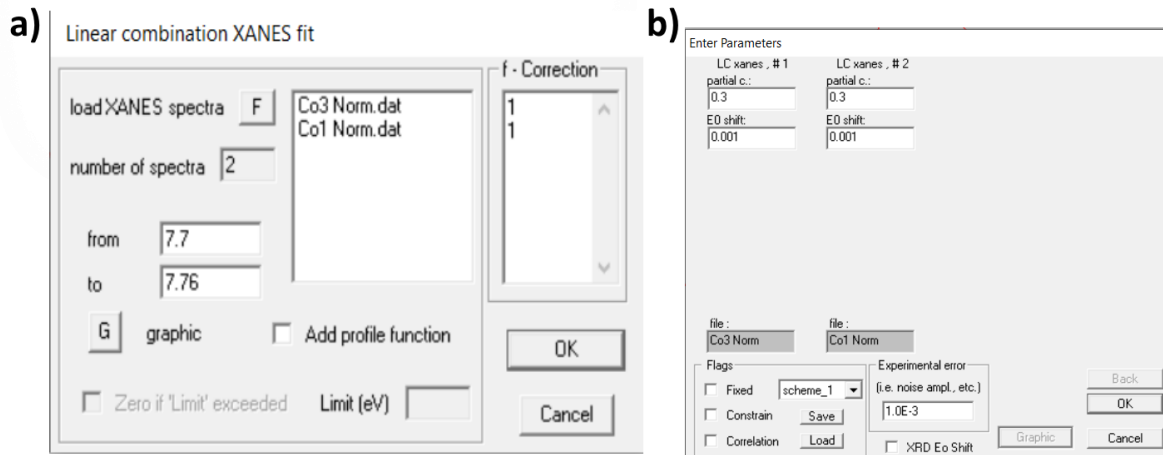 a)
Linear combination XANES fit
load XANES spectra F
number of spectra 2
from 7.7
to 7.76
G graphic
Co3 Norm.dat
Co1 Norm.dat
Add profile function
Zero if 'Limit' exceeded Limit (eV)
f - Correction
1
1
OK
Cancel
b)
Enter Parameters
LC xanes , # 1 LC xanes , # 2
partial c.: partial c.:
0.3 0.3
E0 shift: E0 shift:
0.001 0.001
file : file :
Co3 Norm Co1 Norm
Flags
Fixed scheme_1
Constrain Save
Correlation Load
Experimental error
(i.e. noise ampl., etc.)
1.0E-3
XRD Eo Shift
Graphic
Back
OK
Cancel